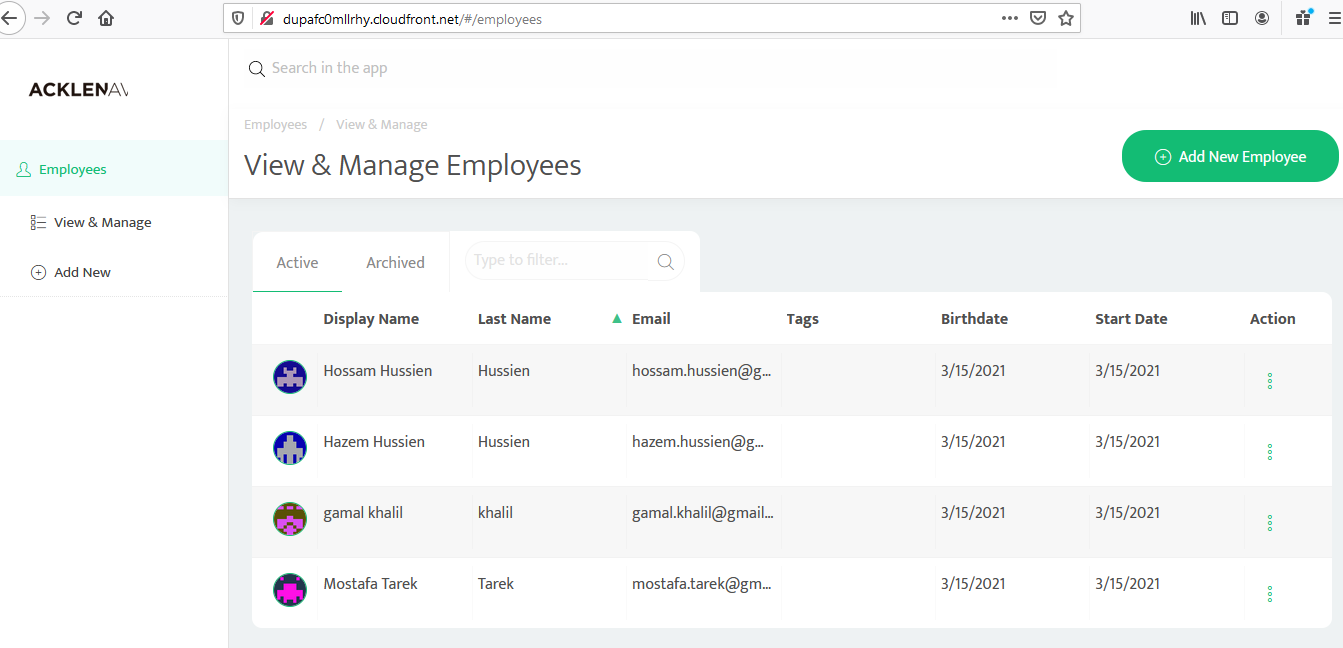 dupafc0mllrhy.cloudfront.net/#/employees
ACKLENAV
Search in the app
Employees / View & Manage
View & Manage Employees
Add New Employee
Employees
View & Manage
Add New
Active Archived Type to filter...
Display Name Last Name Email Tags Birthdate Start Date Action
Hossam Hussien Hussien hossam.hussien@g... 3/15/2021 3/15/2021
Hazem Hussien Hussien hazem.hussien@g... 3/15/2021 3/15/2021
gamal khalil khalil gamal.khalil@gmail... 3/15/2021 3/15/2021
Mostafa Tarek Tarek mostafa.tarek@gm... 3/15/2021 3/15/2021